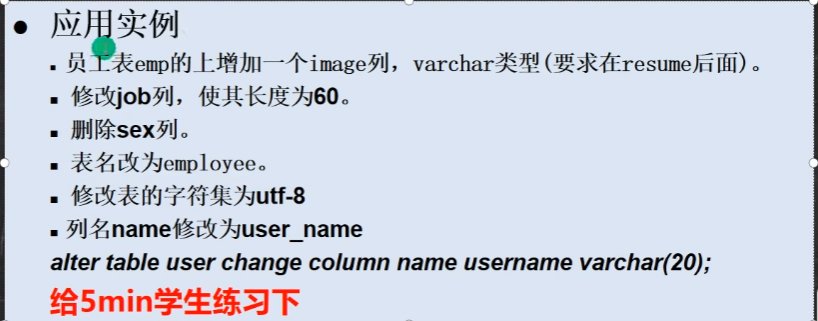 ● 应用实例
▪ 员工表emp的上增加一个image列，varchar类型(要求在resume后面)。
▪ 修改job列，使其长度为60。
▪ 删除sex列。
▪ 表名改为employee。
▪ 修改表的字符集为utf-8
▪ 列名name修改为user_name
alter table user change column name username varchar(20);
给5min学生练习下